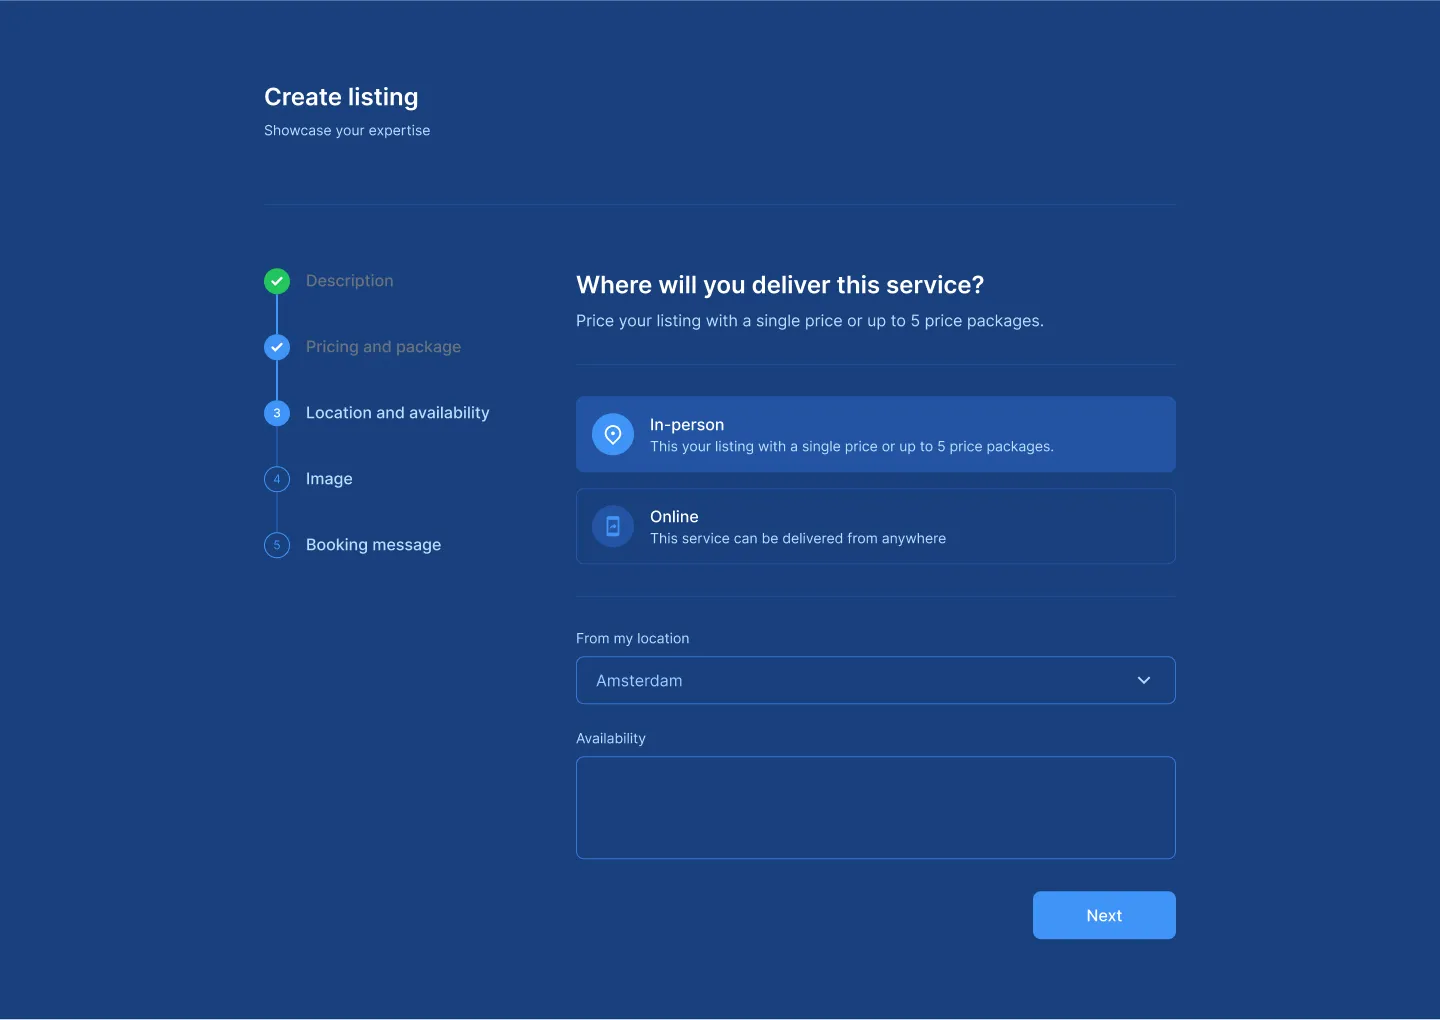 Create listing
Showcase your expertise
Description
Pricing and package
3 Location and availability
4 Image
5 Booking message
Where will you deliver this service?
Price your listing with a single price or up to 5 price packages.
In-person
This your listing with a single price or up to 5 price packages.
Online
This service can be delivered from anywhere
From my location
Amsterdam
Availability
Next